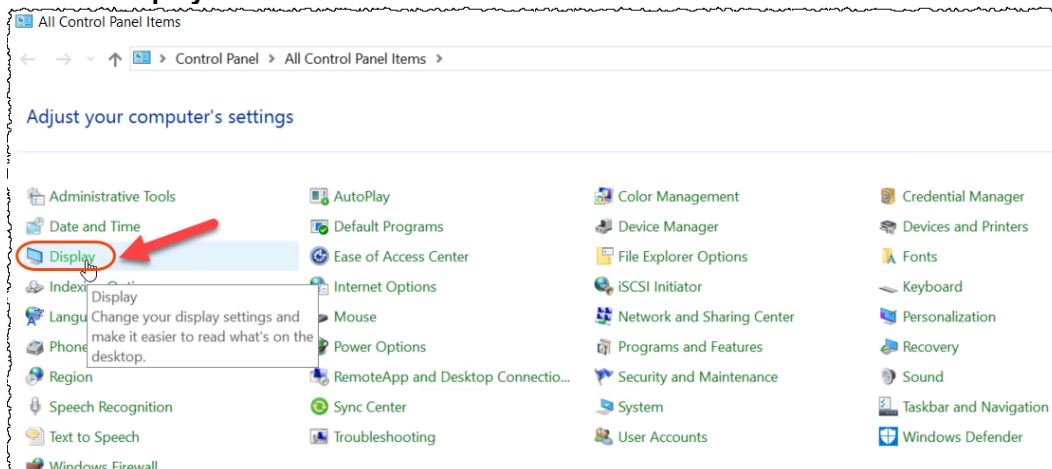 All Control Panel Items
Control Panel > All Control Panel Items >
Adjust your computer's settings
Administrative Tools
AutoPlay
Color Management
Credential Manager
Date and Time
Default Programs
Device Manager
Devices and Printers
Display
Ease of Access Center
File Explorer Options
Fonts
Internet Options
iSCSI Initiator
Keyboard
Display
Change your display settings and
make it easier to read what's on the
desktop.
Mouse
Network and Sharing Center
Personalization
Power Options
Programs and Features
Recovery
Region
RemoteApp and Desktop Connectio...
Security and Maintenance
Sound
Speech Recognition
Sync Center
System
Taskbar and Navigation
Text to Speech
Troubleshooting
User Accounts
Windows Defender
Windows Firewall